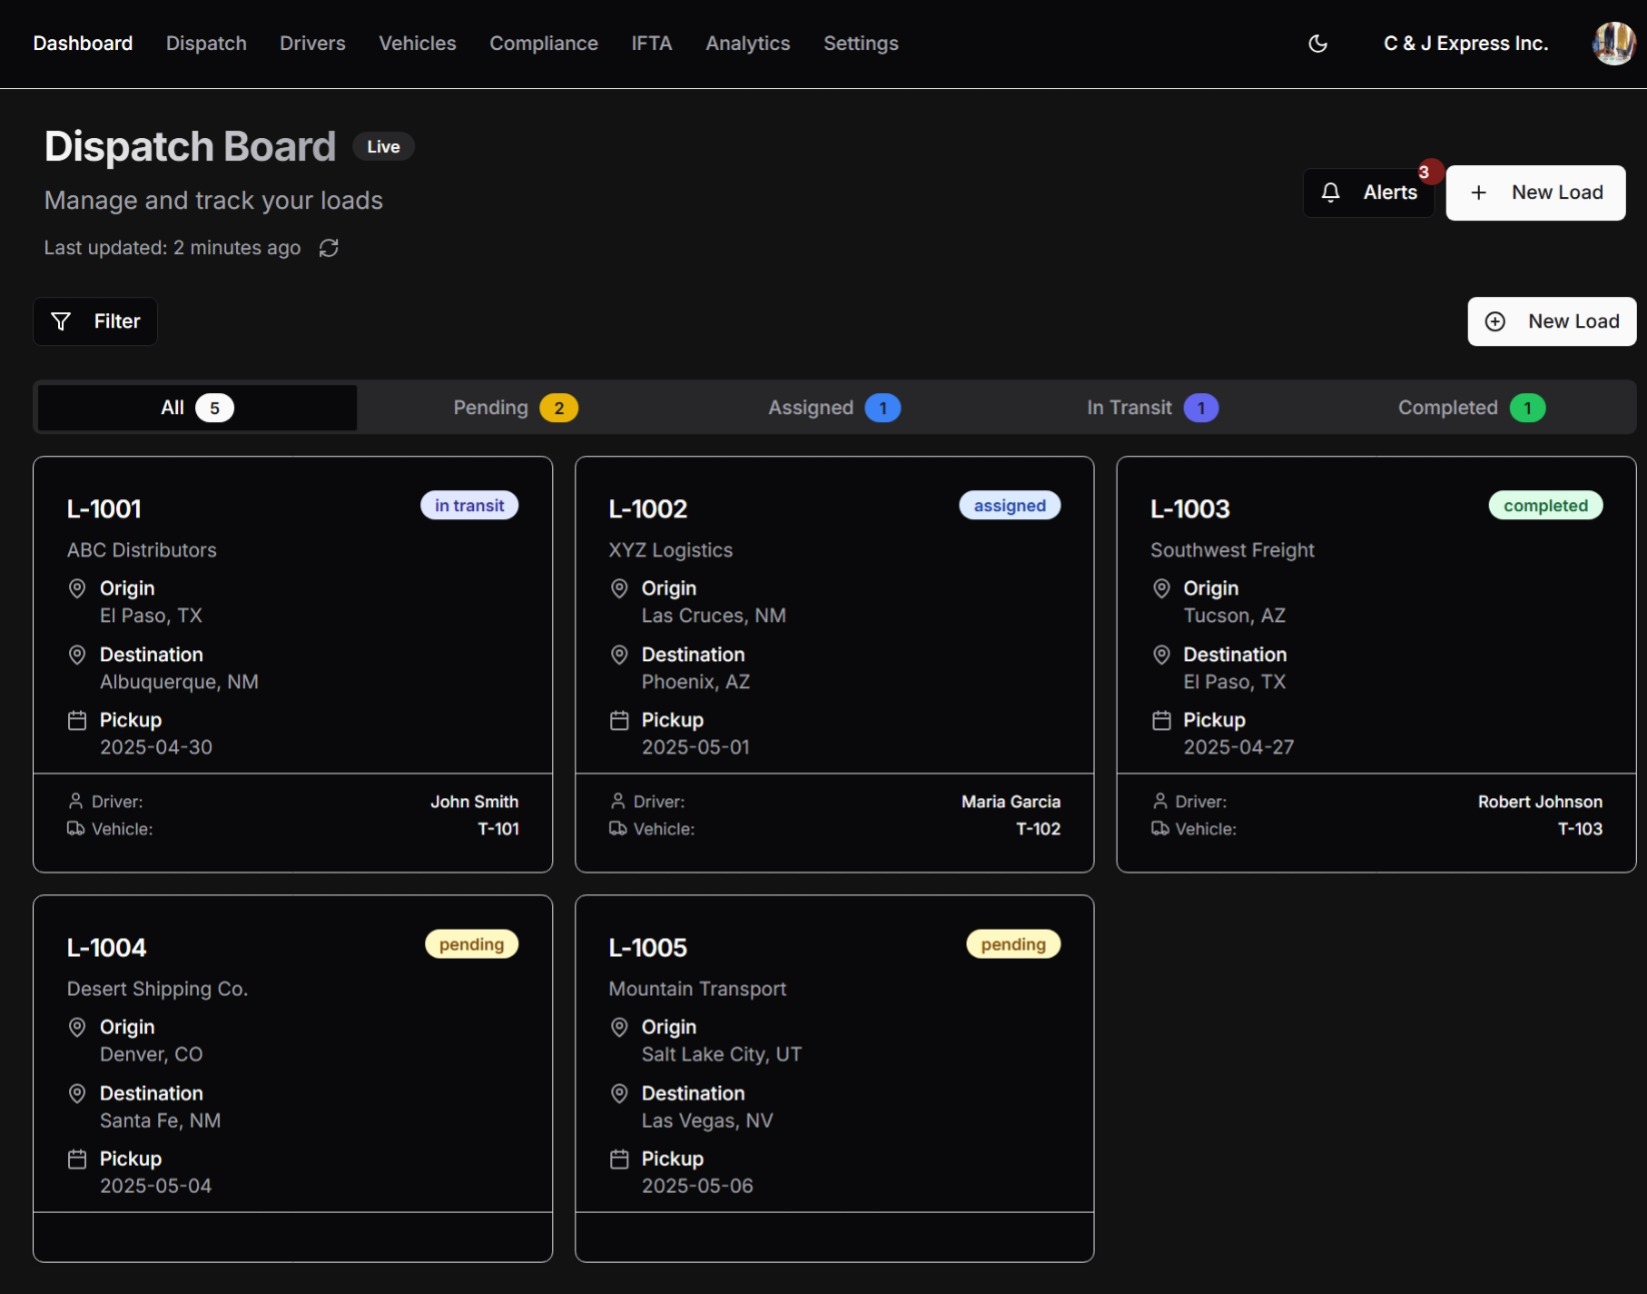 Dashboard Dispatch Drivers Vehicles Compliance IFTA Analytics Settings C & J Express Inc.
Dispatch Board Live
Manage and track your loads
Last updated: 2 minutes ago
Alerts 3 New Load
Filter
New Load
All 5 Pending 2 Assigned 1 In Transit 1 Completed 1
L-1001 in transit
ABC Distributors
Origin
El Paso, TX
Destination
Albuquerque, NM
Pickup
2025-04-30
Driver: John Smith
Vehicle: T-101
L-1002 assigned
XYZ Logistics
Origin
Las Cruces, NM
Destination
Phoenix, AZ
Pickup
2025-05-01
Driver: Maria Garcia
Vehicle: T-102
L-1003 completed
Southwest Freight
Origin
Tucson, AZ
Destination
El Paso, TX
Pickup
2025-04-27
Driver: Robert Johnson
Vehicle: T-103
L-1004 pending
Desert Shipping Co.
Origin
Denver, CO
Destination
Santa Fe, NM
Pickup
2025-05-04
L-1005 pending
Mountain Transport
Origin
Salt Lake City, UT
Destination
Las Vegas, NV
Pickup
2025-05-06